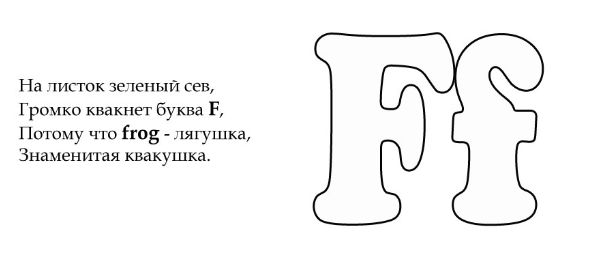 На листок зеленый сев,
Громко квакнет буква F,
Потому что frog - лягушка,
Знаменитая квакушка.
Ff